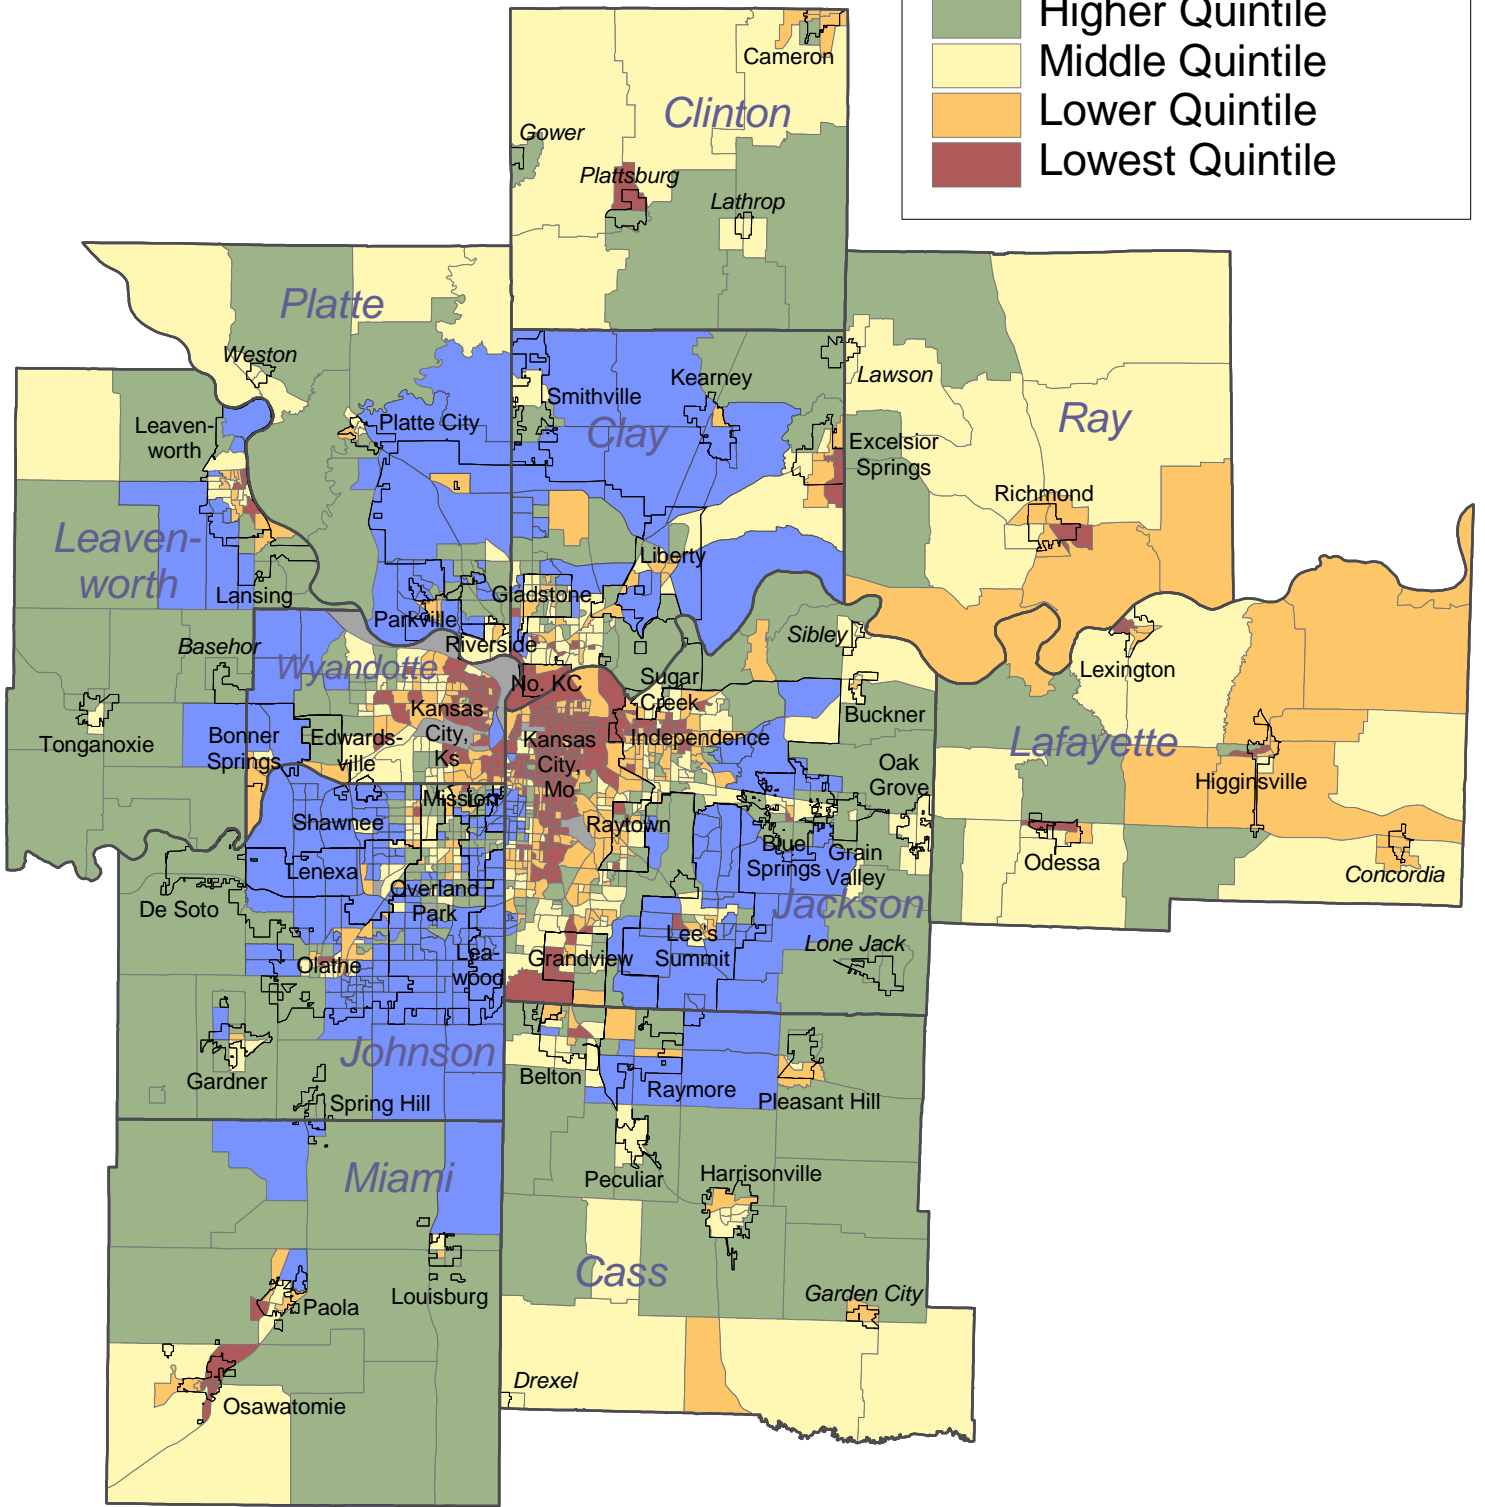 Higher Quintile
Middle Quintile
Lower Quintile
Lowest Quintile
Cameron
Clinton
Gower
Plattsburg
Lathrop
Platte
Weston
Kearney
Lawson
Smithville
Ray
Platte City
Clay
Leaven-
worth
Excelsior
Springs
Richmond
Leaven-
worth
Liberty
Lansing
Gladstone
Parkville
Riverside
Sibley
Basehor
Wyandotte
Lexington
No. KC
Sugar
Creek
Kansas
City,
Ks
Buckner
Tonganoxie
Bonner
Springs
Edwards-
ville
Kansas
City,
Mo
Independence
Lafayette
Oak
Grove
Higginsville
Mission
Shawnee
Raytown
Blue
Springs
Grain
Valley
Odessa
Lenexa
Concordia
Overland
Park
De Soto
Jackson
Lee's
Summit
Lone Jack
Olathe
Lea-
wood
Grandview
Johnson
Gardner
Belton
Raymore
Spring Hill
Pleasant Hill
Miami
Peculiar
Harrisonville
Cass
Louisburg
Garden City
Paola
Drexel
Osawatomie